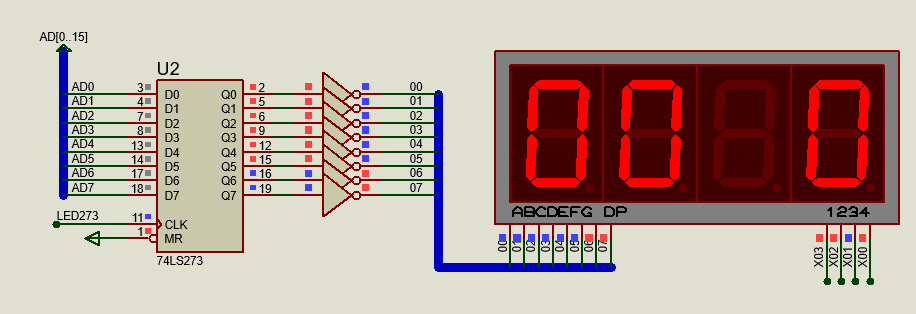 AD[0..15]
U2
AD0 3 D0 Q0 2 00
AD1 4 D1 Q1 5 01
AD2 7 D2 Q2 6 02
AD3 8 D3 Q3 9 03
AD4 13 D4 Q4 12 04
AD5 14 D5 Q5 15 05
AD6 17 D6 Q6 16 06
AD7 18 D7 Q7 19 07
LED273 11 CLK
1 MR
74LS273
00 0
ABCDEFG DP 1234
00 01 02 03 04 05 06 07
X03 X02 X01 X00